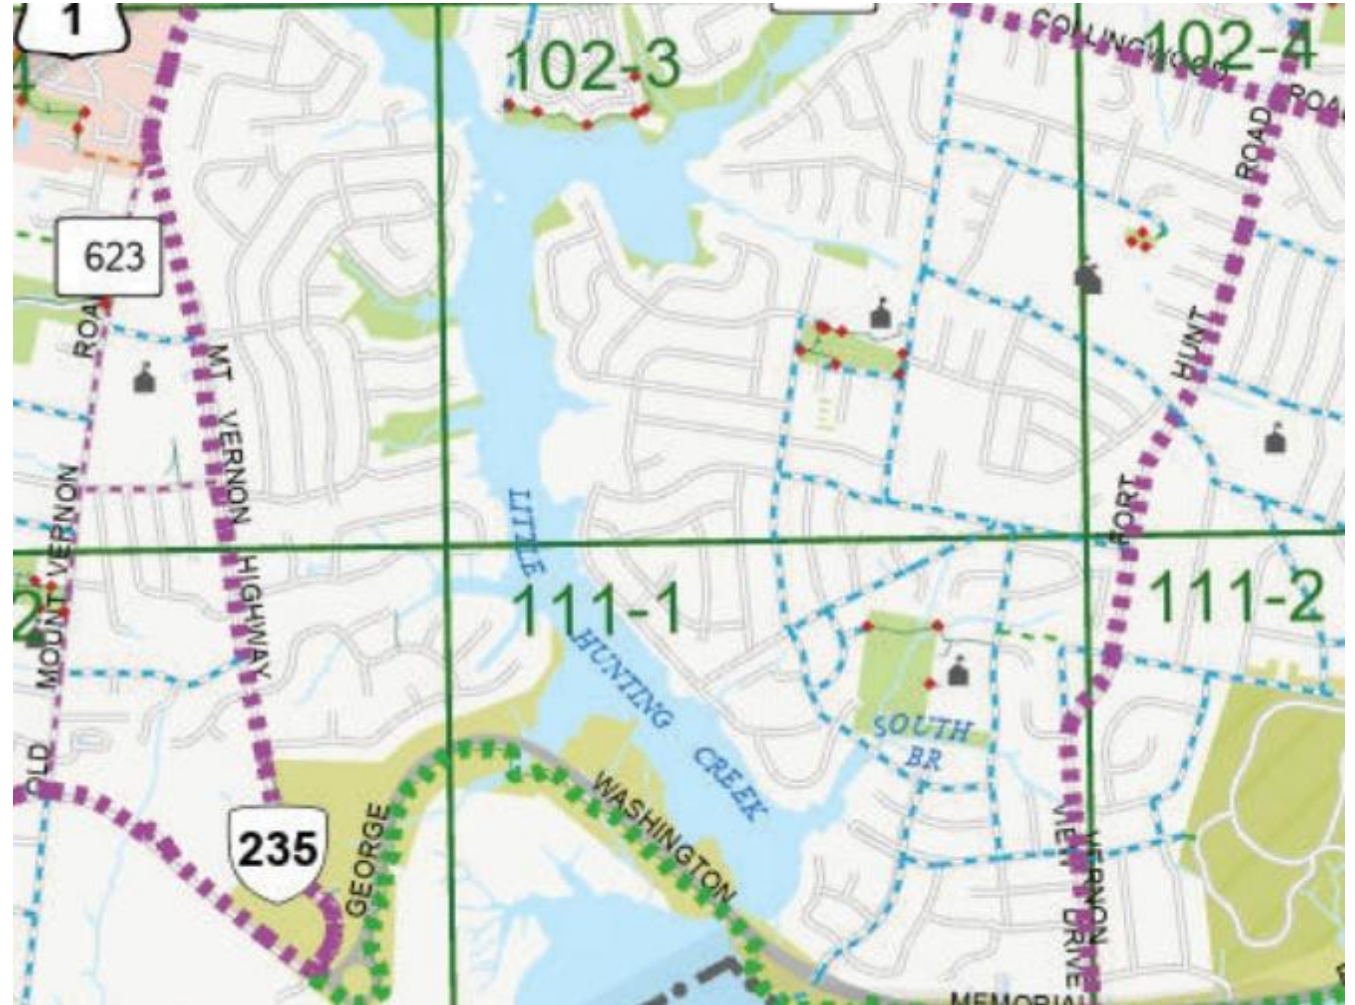 1
102-3
102-4
COLLINGWOOD
ROAD
ROAD
623
ROAD
HUNT
MT VERNON HIGHWAY
FORT
OLD MOUNT VERNON
LITTLE HUNTING CREEK
111-1
111-2
SOUTH
BR
235
GEORGE
WASHINGTON
VERNON
VIEW DRIVE
MEMORIAL